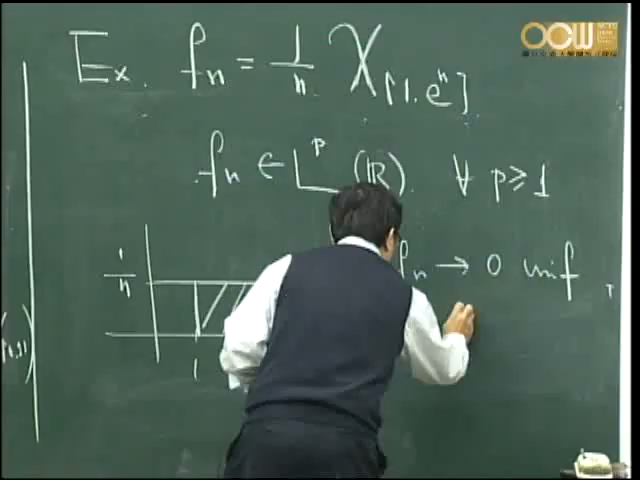 Ex. fn = 1/n χ[1, e^n]
fn ∈ L^p (ℝ) ∀ p ≥ 1
1/n
fn → 0 unif
1
OCW